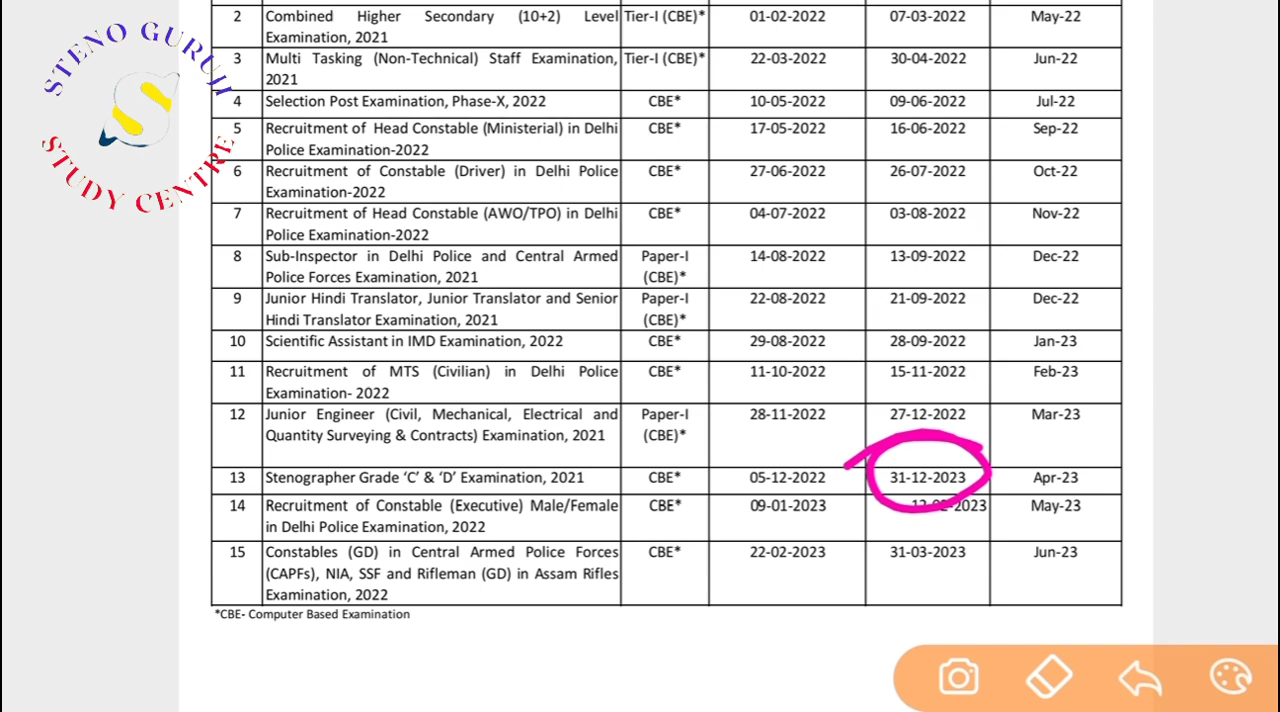 STENO GURUJI
STUDY CENTRE
2 Combined Higher Secondary (10+2) Level Tier-I (CBE)* 01-02-2022 07-03-2022 May-22
Examination, 2021
3 Multi Tasking (Non-Technical) Staff Examination, Tier-I (CBE)* 22-03-2022 30-04-2022 Jun-22
2021
4 Selection Post Examination, Phase-X, 2022 CBE* 10-05-2022 09-06-2022 Jul-22
5 Recruitment of Head Constable (Ministerial) in Delhi CBE* 17-05-2022 16-06-2022 Sep-22
Police Examination-2022
6 Recruitment of Constable (Driver) in Delhi Police CBE* 27-06-2022 26-07-2022 Oct-22
Examination-2022
7 Recruitment of Head Constable (AWO/TPO) in Delhi CBE* 04-07-2022 03-08-2022 Nov-22
Police Examination-2022
8 Sub-Inspector in Delhi Police and Central Armed Paper-I 14-08-2022 13-09-2022 Dec-22
Police Forces Examination, 2021 (CBE)*
9 Junior Hindi Translator, Junior Translator and Senior Paper-I 22-08-2022 21-09-2022 Dec-22
Hindi Translator Examination, 2021 (CBE)*
10 Scientific Assistant in IMD Examination, 2022 CBE* 29-08-2022 28-09-2022 Jan-23
11 Recruitment of MTS (Civilian) in Delhi Police CBE* 11-10-2022 15-11-2022 Feb-23
Examination- 2022
12 Junior Engineer (Civil, Mechanical, Electrical and Paper-I 28-11-2022 27-12-2022 Mar-23
Quantity Surveying & Contracts) Examination, 2021 (CBE)*
13 Stenographer Grade ‘C’ & ‘D’ Examination, 2021 CBE* 05-12-2022 31-12-2023 Apr-23
14 Recruitment of Constable (Executive) Male/Female CBE* 09-01-2023 May-23
in Delhi Police Examination, 2022
15 Constables (GD) in Central Armed Police Forces CBE* 22-02-2023 31-03-2023 Jun-23
(CAPFs), NIA, SSF and Rifleman (GD) in Assam Rifles
Examination, 2022
*CBE- Computer Based Examination